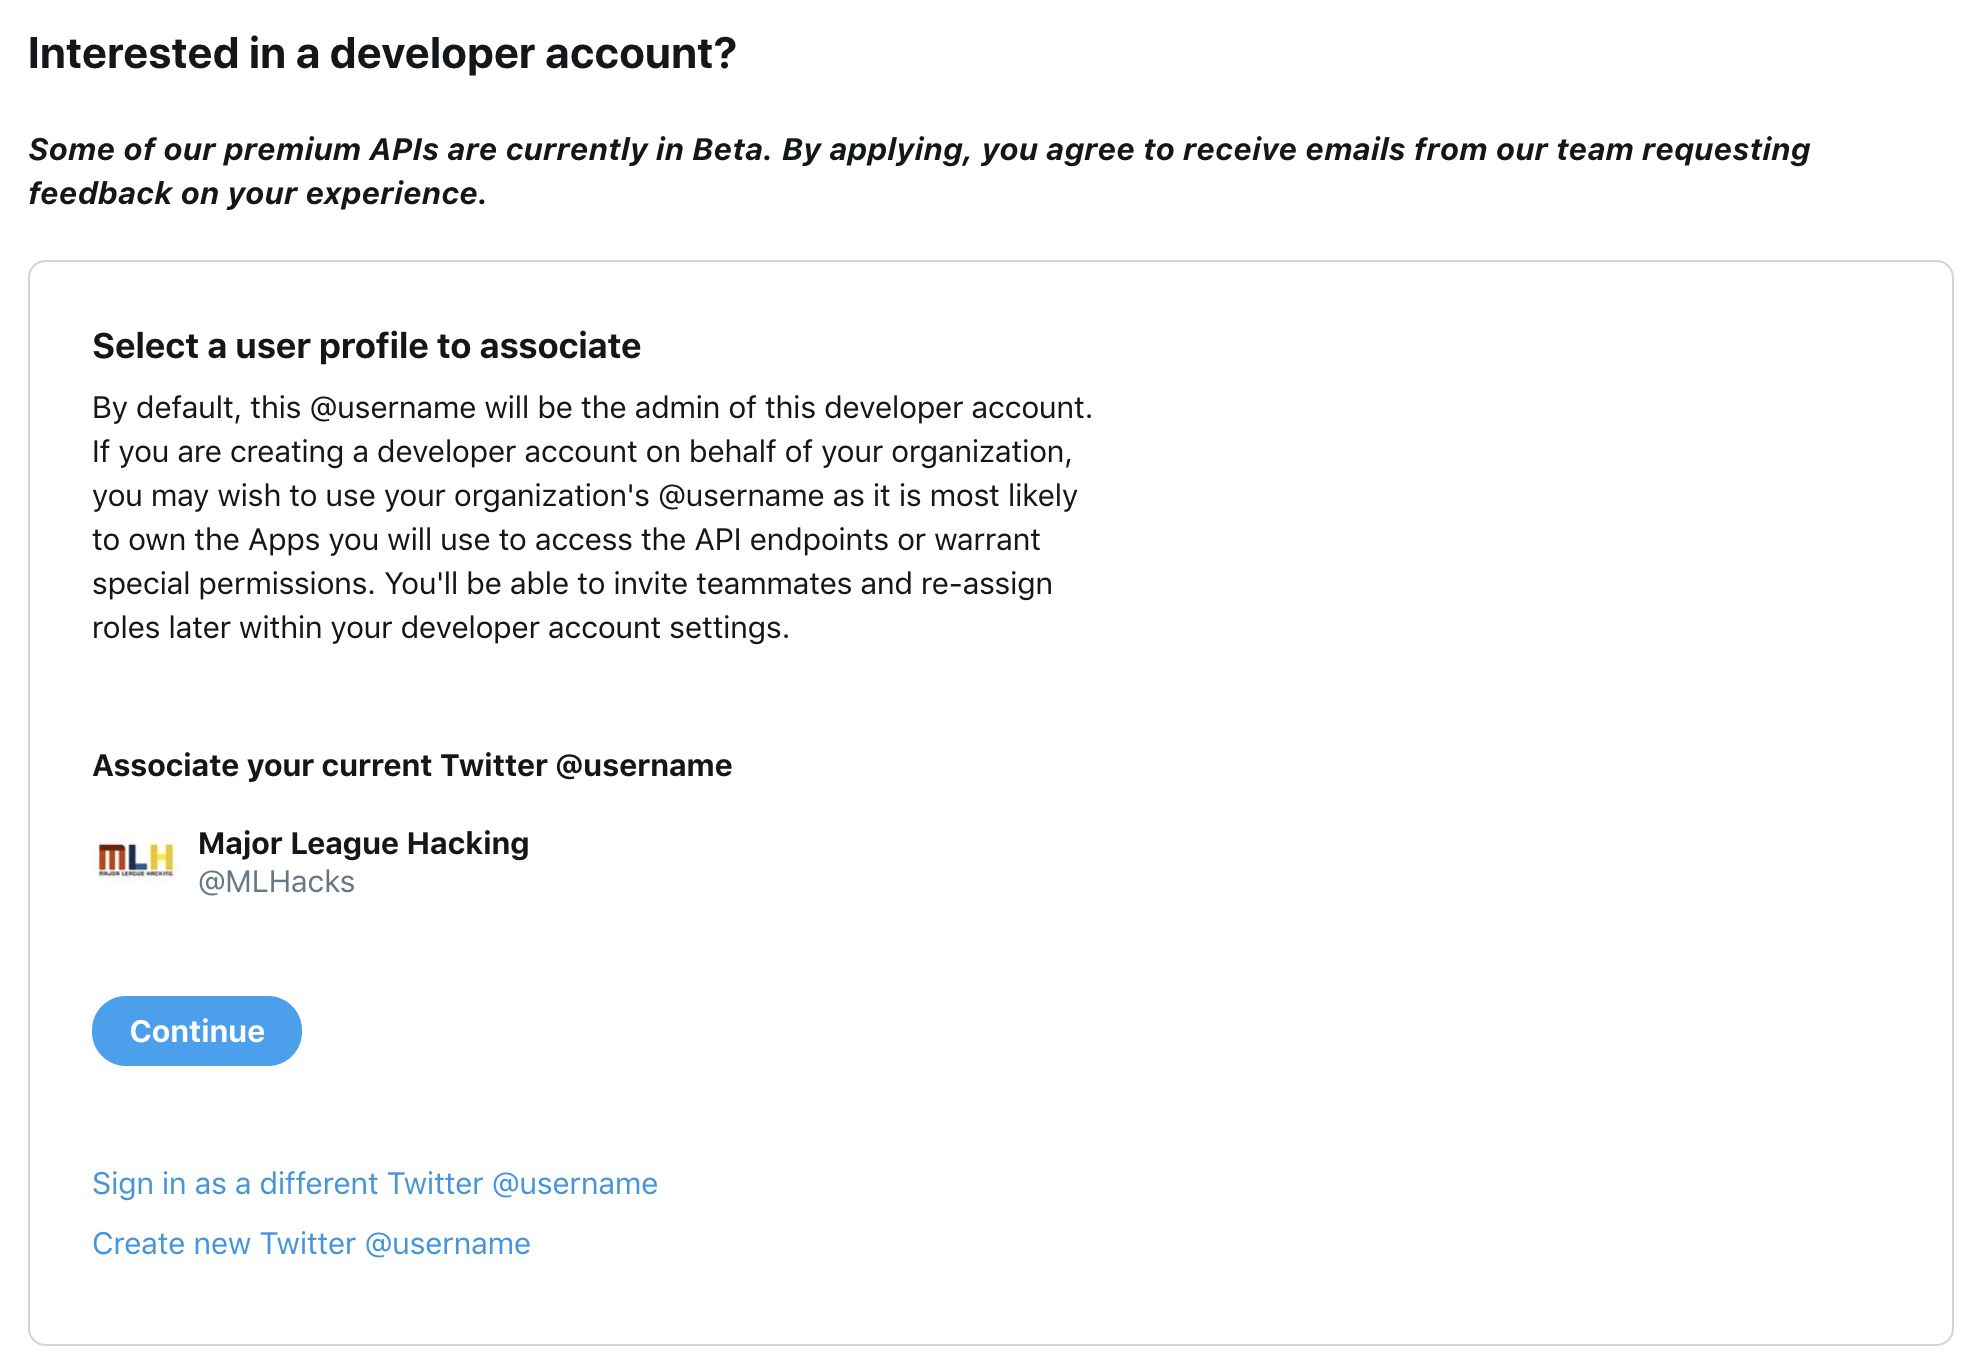 Interested in a developer account?
Some of our premium APIs are currently in Beta. By applying, you agree to receive emails from our team requesting
feedback on your experience.
Select a user profile to associate
By default, this @username will be the admin of this developer account.
If you are creating a developer account on behalf of your organization,
you may wish to use your organization's @username as it is most likely
to own the Apps you will use to access the API endpoints or warrant
special permissions. You'll be able to invite teammates and re-assign
roles later within your developer account settings.
Associate your current Twitter @username
MLH
MAJOR LEAGUE HACKING
Major League Hacking
@MLHacks
Continue
Sign in as a different Twitter @username
Create new Twitter @username